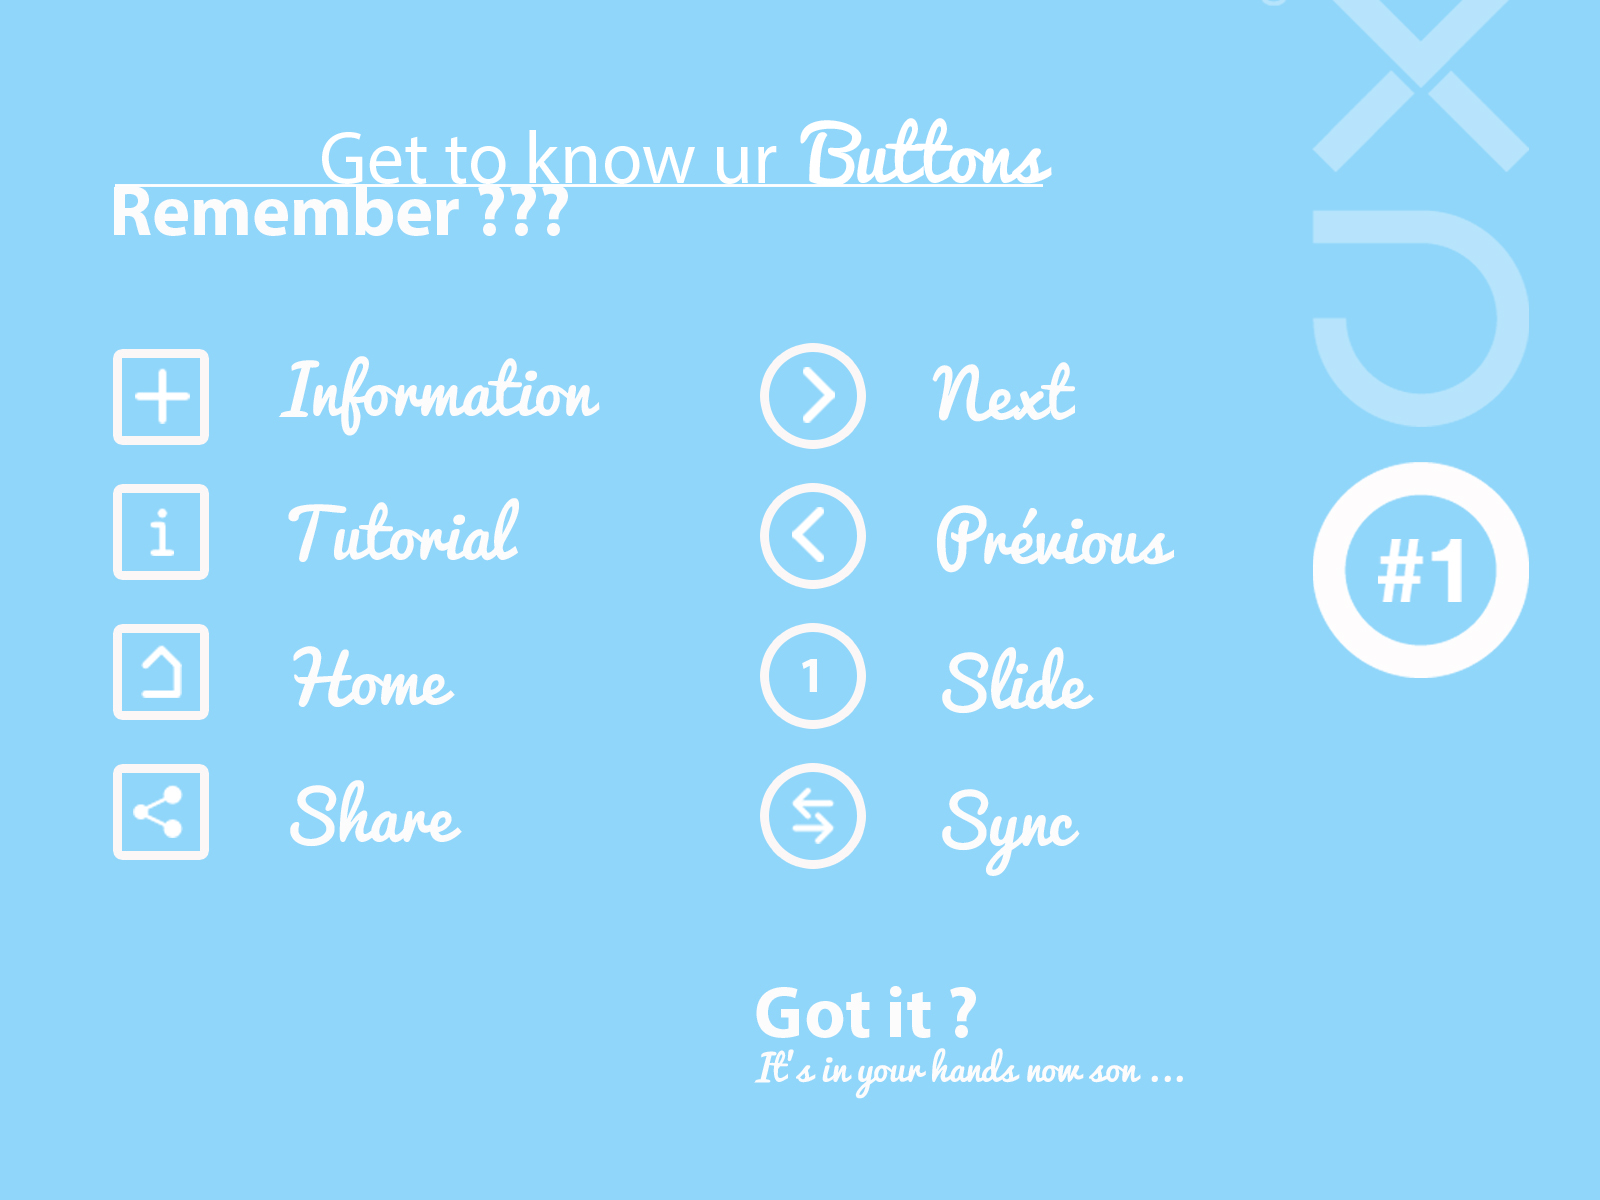 Get to know ur Buttons
Remember ???
Information
Tutorial
Home
Share
Next
Prévious
1 Slide
Sync
#1
UX
Got it ?
It's in your hands now son ...